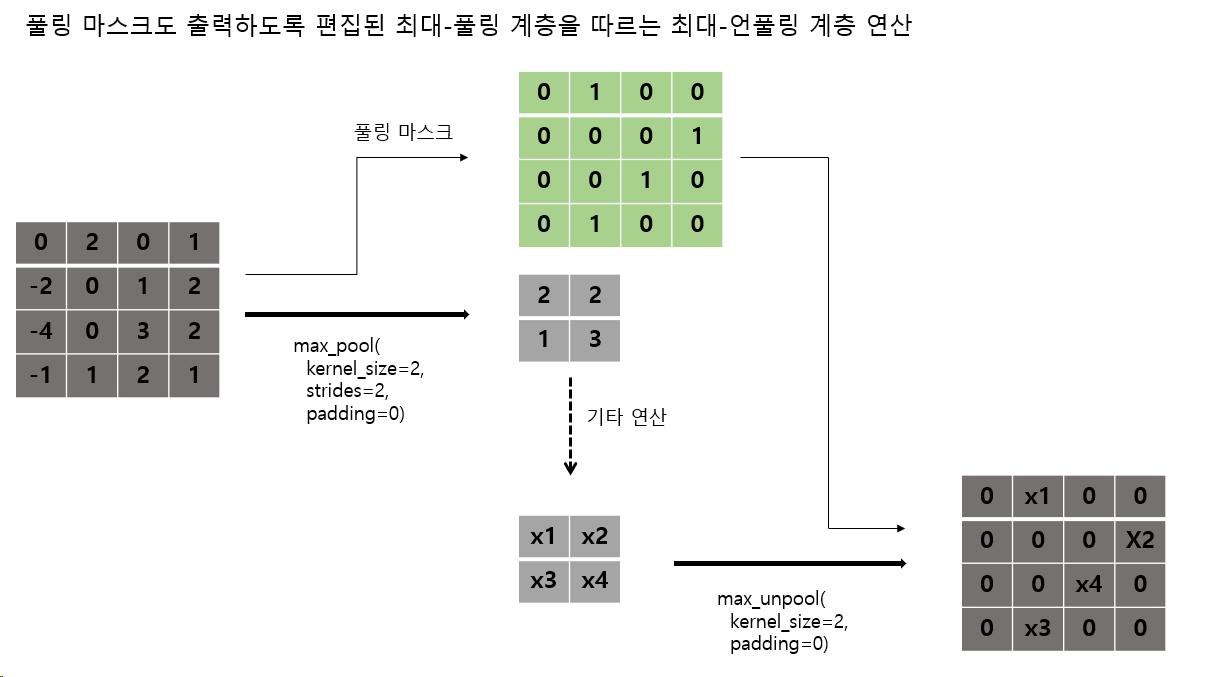 풀링 마스크도 출력하도록 편집된 최대-풀링 계층을 따르는 최대-언풀링 계층 연산
풀링 마스크
0 1 0 0
0 0 0 1
0 0 1 0
0 1 0 0
0 2 0 1
-2 0 1 2
-4 0 3 2
-1 1 2 1
max_pool(
kernel_size=2,
strides=2,
padding=0)
2 2
1 3
기타 연산
x1 x2
x3 x4
max_unpool(
kernel_size=2,
padding=0)
0 x1 0 0
0 0 0 X2
0 0 x4 0
0 x3 0 0